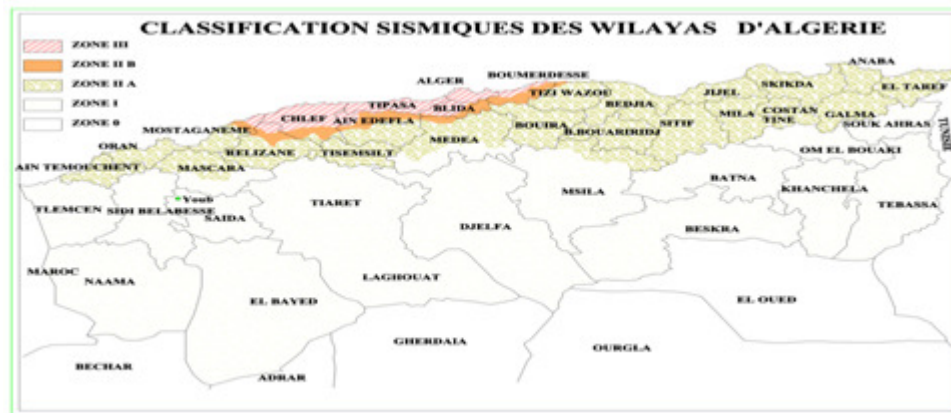 CLASSIFICATION SISMIQUES DES WILAYAS D'ALGERIE
ZONE III
ZONE II B
ZONE II A
ZONE I
ZONE 0
ANABA
BOUMERDESSE
ALGER
SKIKDA
EL TAREF
TIZI WAZOU
JIJEL
TIPASA
BEDJIA
BLIDA
CHLEF
AIN EDEFLA
MILA
COSTAN
TINE
GALMA
MOSTAGANEME
BOUIRA
B.BOUARIRIDJ
SITIF
SOUK AHRAS
ORAN
MEDEA
RELIZANE
TISEMSILT
OM EL BOUAKI
TUNIS
AIN TEMOUCHENT
MASCARA
BATNA
MSILA
KHANCHELA
Youb
TIARET
TEBASSA
TLEMCEN
SIDI BELABESSE
SAIDA
DJELFA
BESKRA
MAROC
NAAMA
LAGHOUAT
EL BAYED
EL OUED
GHERDAIA
OURGLA
BECHAR
ADRAR